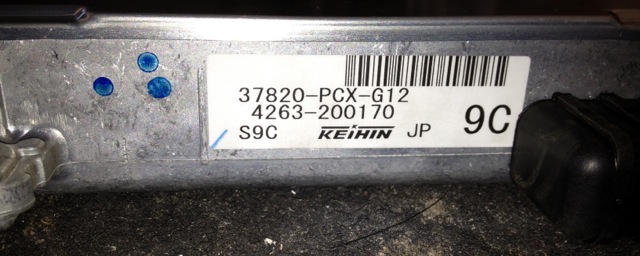 37820-PCX-G12
4263-200170
S9C KEIHIN JP 9C